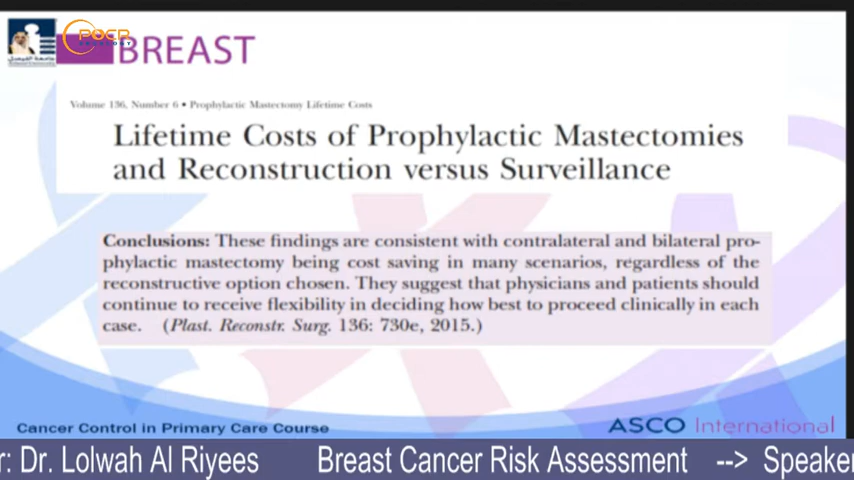 POCP
BREAST
Volume 136, Number 6 • Prophylactic Mastectomy Lifetime Costs
Lifetime Costs of Prophylactic Mastectomies
and Reconstruction versus Surveillance
Conclusions: These findings are consistent with contralateral and bilateral pro-
phylactic mastectomy being cost saving in many scenarios, regardless of the
reconstructive option chosen. They suggest that physicians and patients should
continue to receive flexibility in deciding how best to proceed clinically in each
case. (Plast. Reconstr. Surg. 136: 730e, 2015.)
Cancer Control in Primary Care Course
ASCO International
r: Dr. Lolwah Al Riyees Breast Cancer Risk Assessment --> Speaker